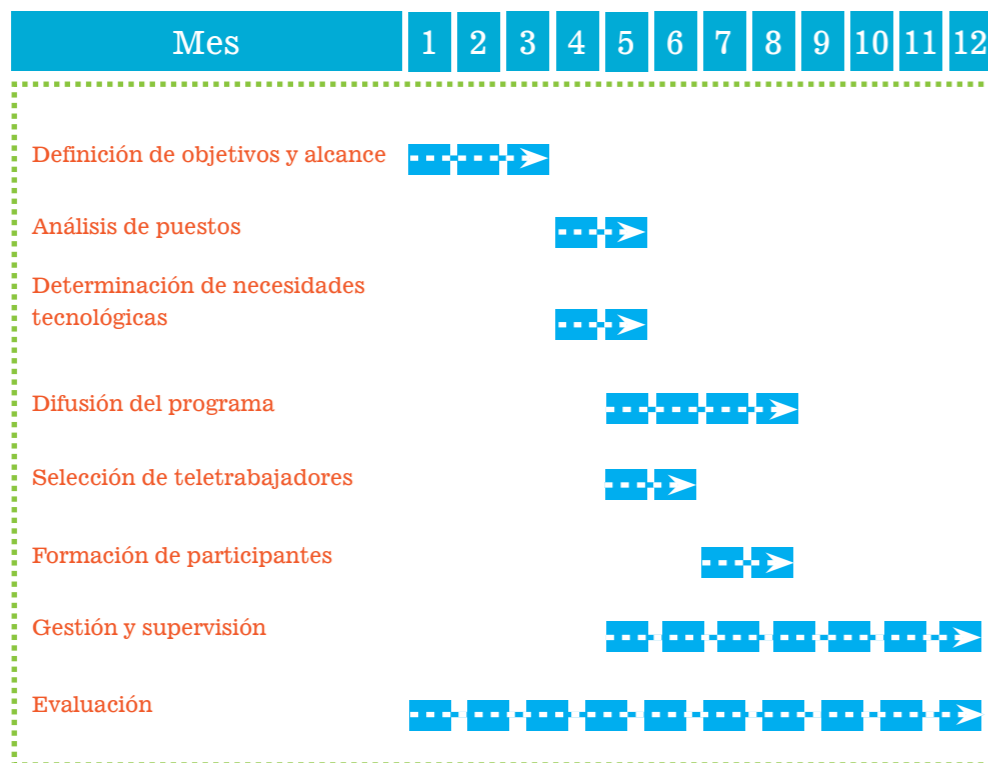 Mes 1 2 3 4 5 6 7 8 9 10 11 12
Definición de objetivos y alcance
Análisis de puestos
Determinación de necesidades
tecnológicas
Difusión del programa
Selección de teletrabajadores
Formación de participantes
Gestión y supervisión
Evaluación